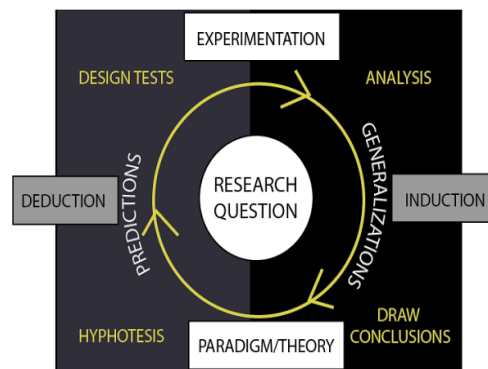 EXPERIMENTATION
DESIGN TESTS
ANALYSIS
PREDICTIONS
GENERALIZATIONS
DEDUCTION
RESEARCH
QUESTION
INDUCTION
HYPHOTESIS
PARADIGM/THEORY
DRAW
CONCLUSIONS